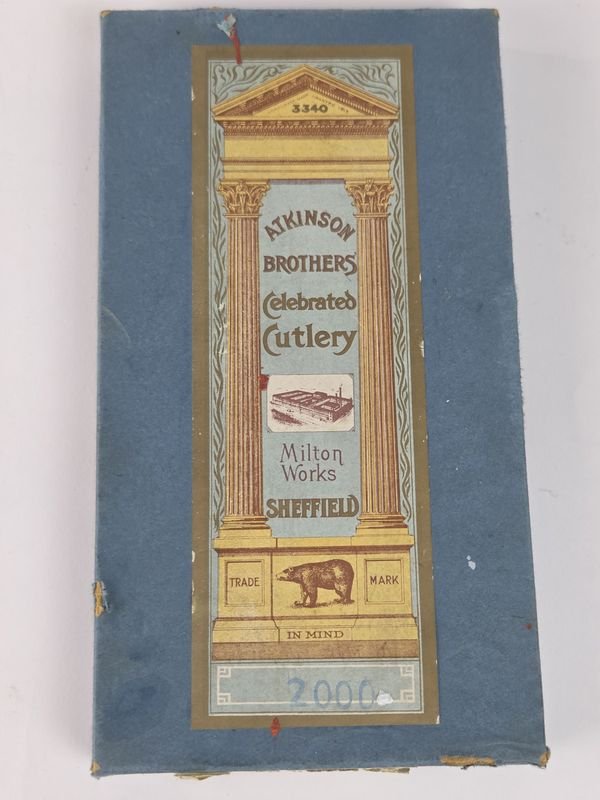 3340
ATKINSON
BROTHERS
Celebrated
Cutlery
Milton
Works
SHEFFIELD
TRADE MARK
IN MIND
2000